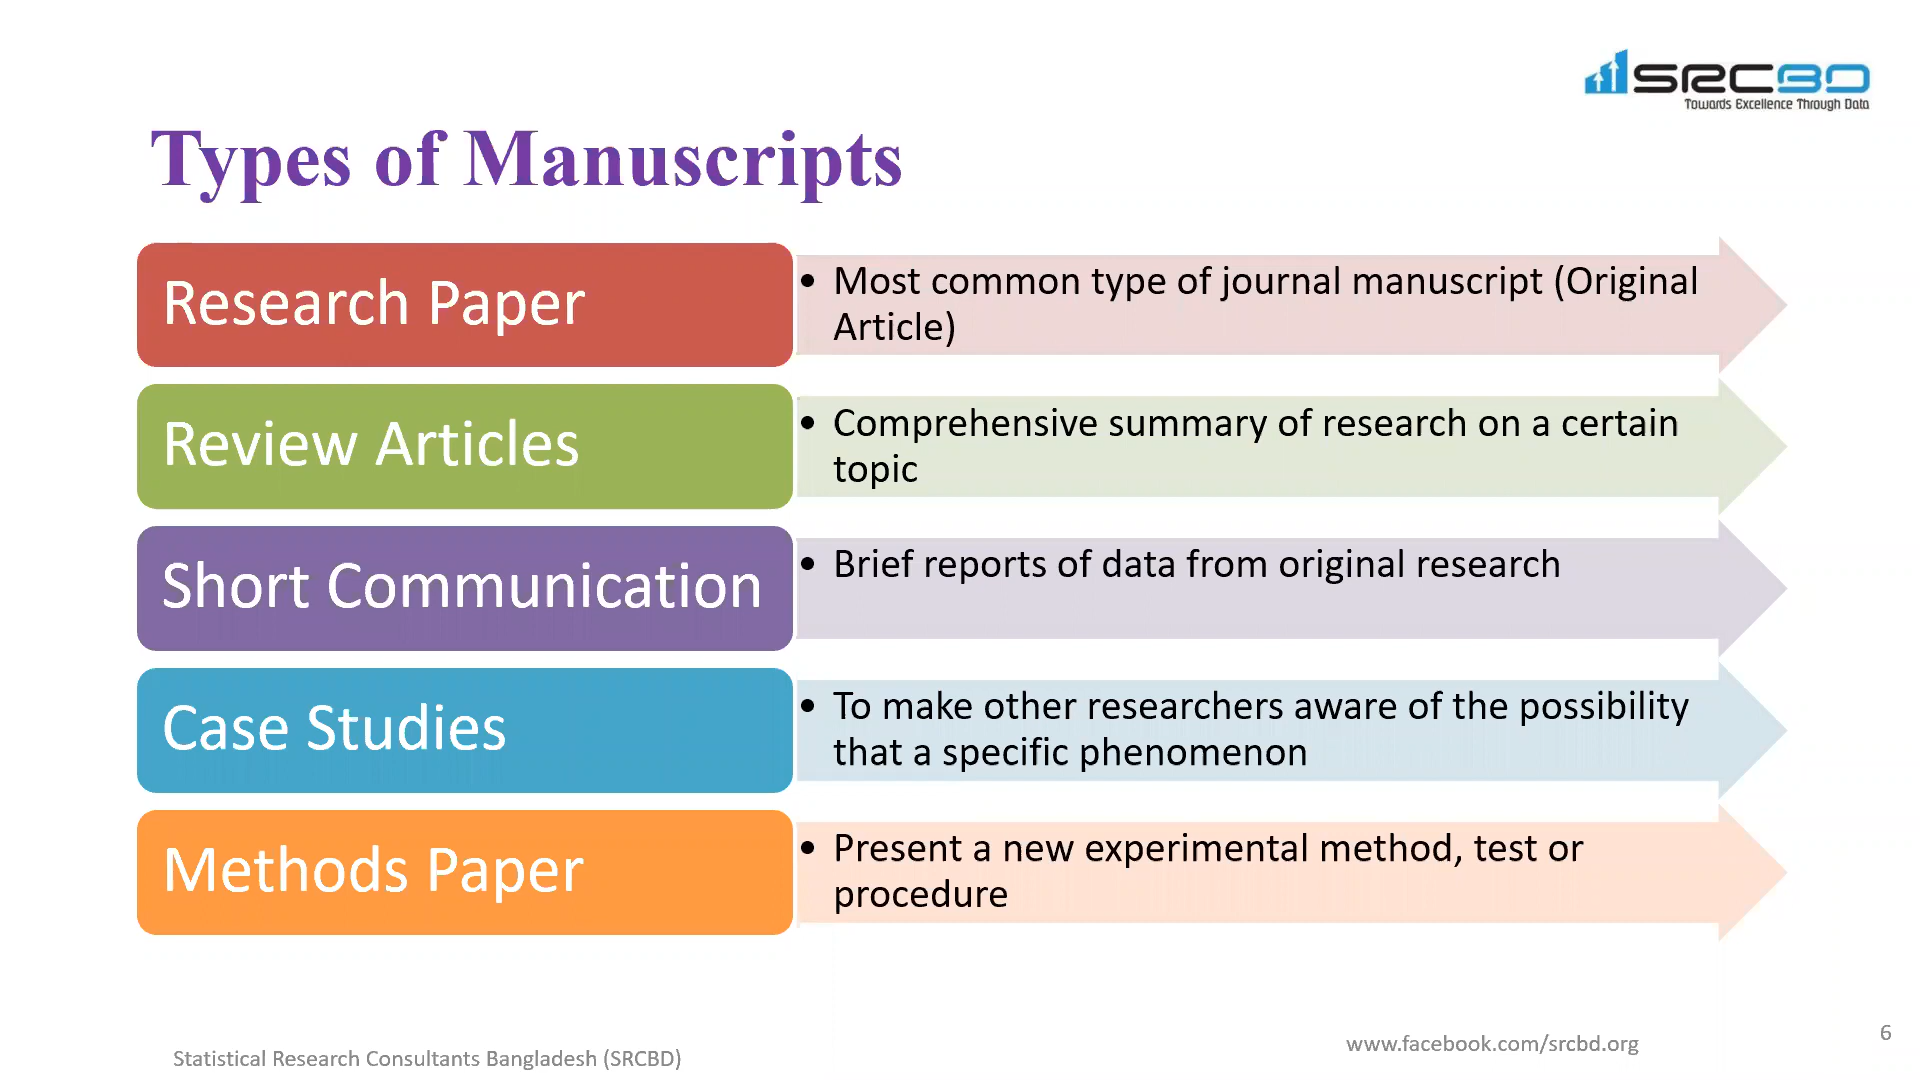 SRCBD
Towards Excellence Through Data
Types of Manuscripts
Research Paper
• Most common type of journal manuscript (Original
Article)
Review Articles
• Comprehensive summary of research on a certain
topic
Short Communication
• Brief reports of data from original research
Case Studies
• To make other researchers aware of the possibility
that a specific phenomenon
Methods Paper
• Present a new experimental method, test or
procedure
Statistical Research Consultants Bangladesh (SRCBD)
www.facebook.com/srcbd.org
6